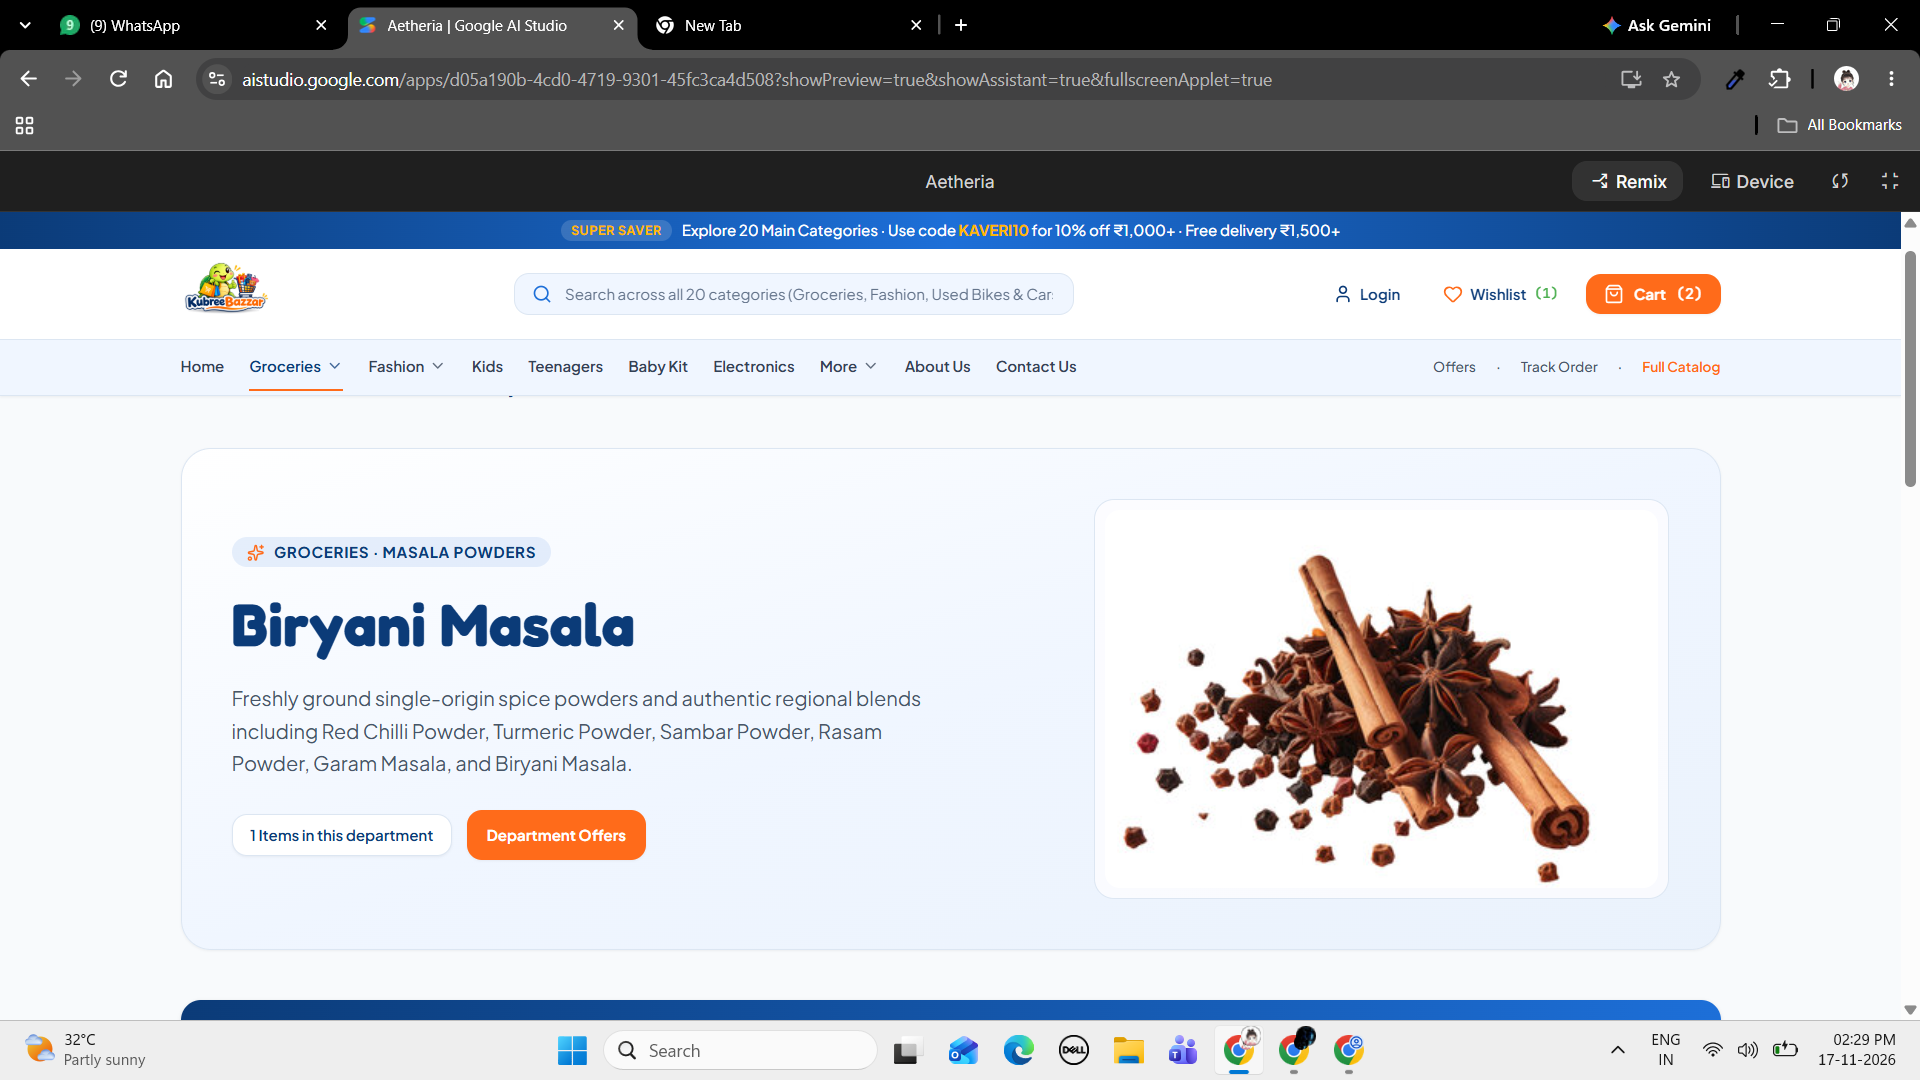 (9) WhatsApp
Aetheria | Google AI Studio
New Tab
Ask Gemini
aistudio.google.com/apps/d05a190b-4cd0-4719-9301-45fc3ca4d508?showPreview=true&showAssistant=true&fullscreenApplet=true
All Bookmarks
Aetheria
Remix
Device
SUPER SAVER Explore 20 Main Categories · Use code KAVERI10 for 10% off ₹1,000+ · Free delivery ₹1,500+
KubreeBazzar
Search across all 20 categories (Groceries, Fashion, Used Bikes & Car
Login
Wishlist (1)
Cart (2)
Home Groceries Fashion Kids Teenagers Baby Kit Electronics More About Us Contact Us
Offers · Track Order · Full Catalog
GROCERIES · MASALA POWDERS
Biryani Masala
Freshly ground single-origin spice powders and authentic regional blends
including Red Chilli Powder, Turmeric Powder, Sambar Powder, Rasam
Powder, Garam Masala, and Biryani Masala.
1 Items in this department
Department Offers
32°C
Partly sunny
Search
DELL
ENG
IN
02:29 PM
17-11-2026